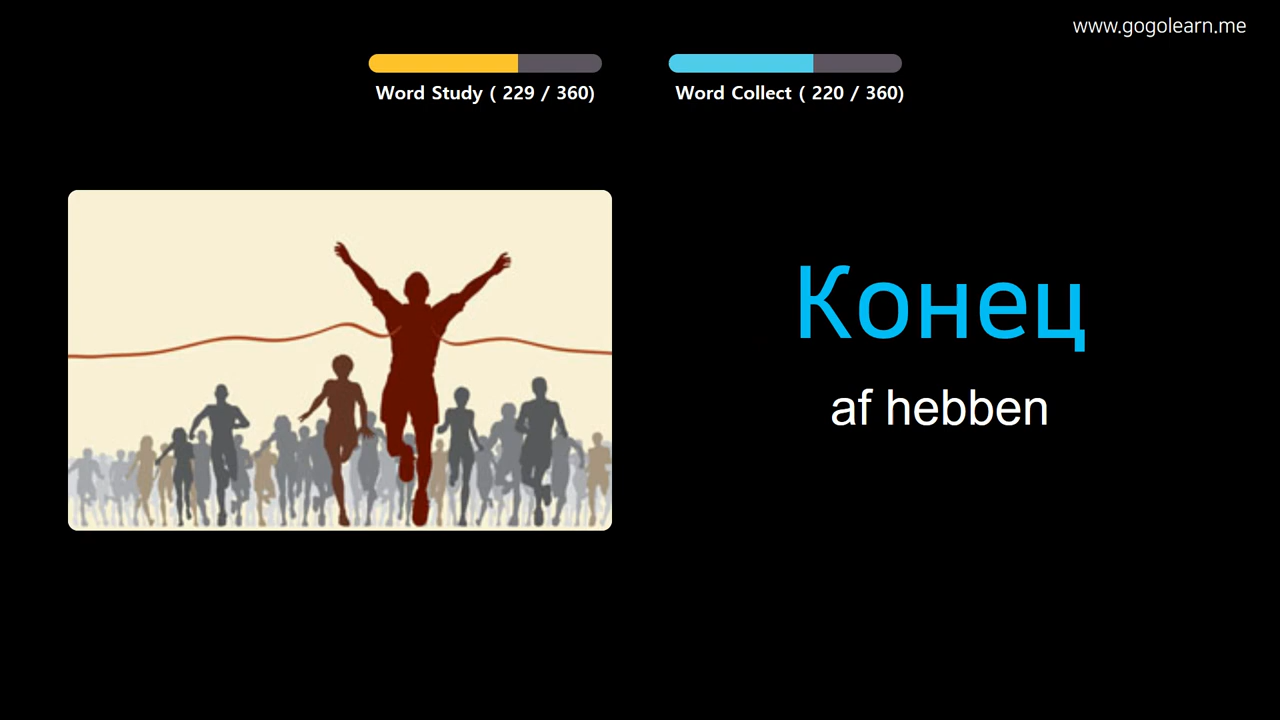 www.gogolearn.me
Word Study ( 229 / 360)
Word Collect ( 220 / 360)
Конец
af hebben